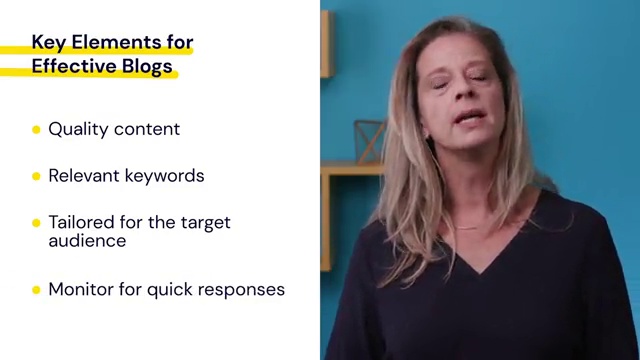 Key Elements for
Effective Blogs
Quality content
Relevant keywords
Tailored for the target
audience
Monitor for quick responses